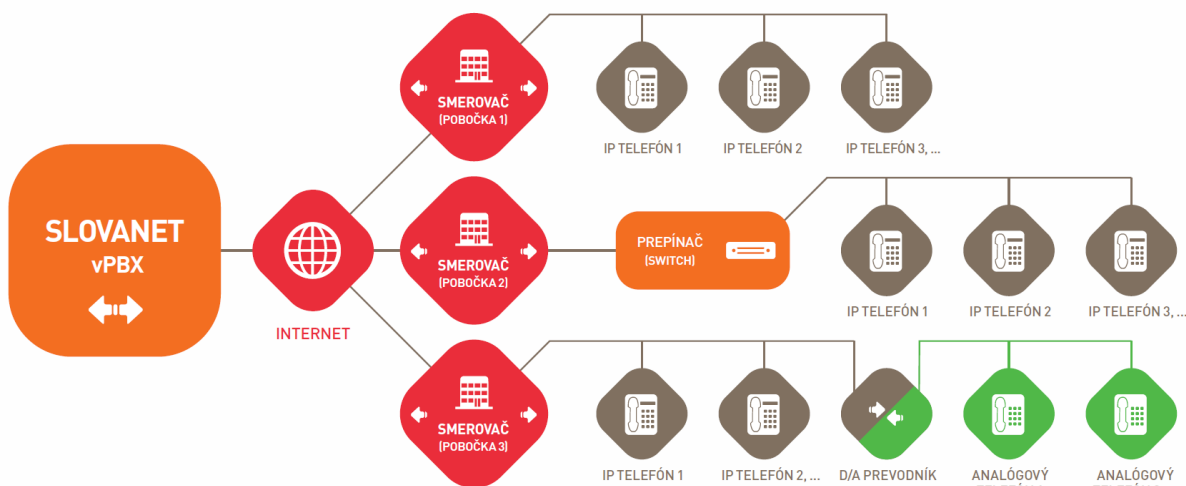 SMEROVAČ
(POBOČKA 1)
IP TELEFÓN 1
IP TELEFÓN 2
IP TELEFÓN 3, ...
SLOVANET
vPBX
INTERNET
SMEROVAČ
(POBOČKA 2)
PREPÍNAČ
(SWITCH)
IP TELEFÓN 1
IP TELEFÓN 2
IP TELEFÓN 3, ...
SMEROVAČ
(POBOČKA 3)
IP TELEFÓN 1
IP TELEFÓN 2, ...
D/A PREVODNÍK
ANALÓGOVÝ
ANALÓGOVÝ